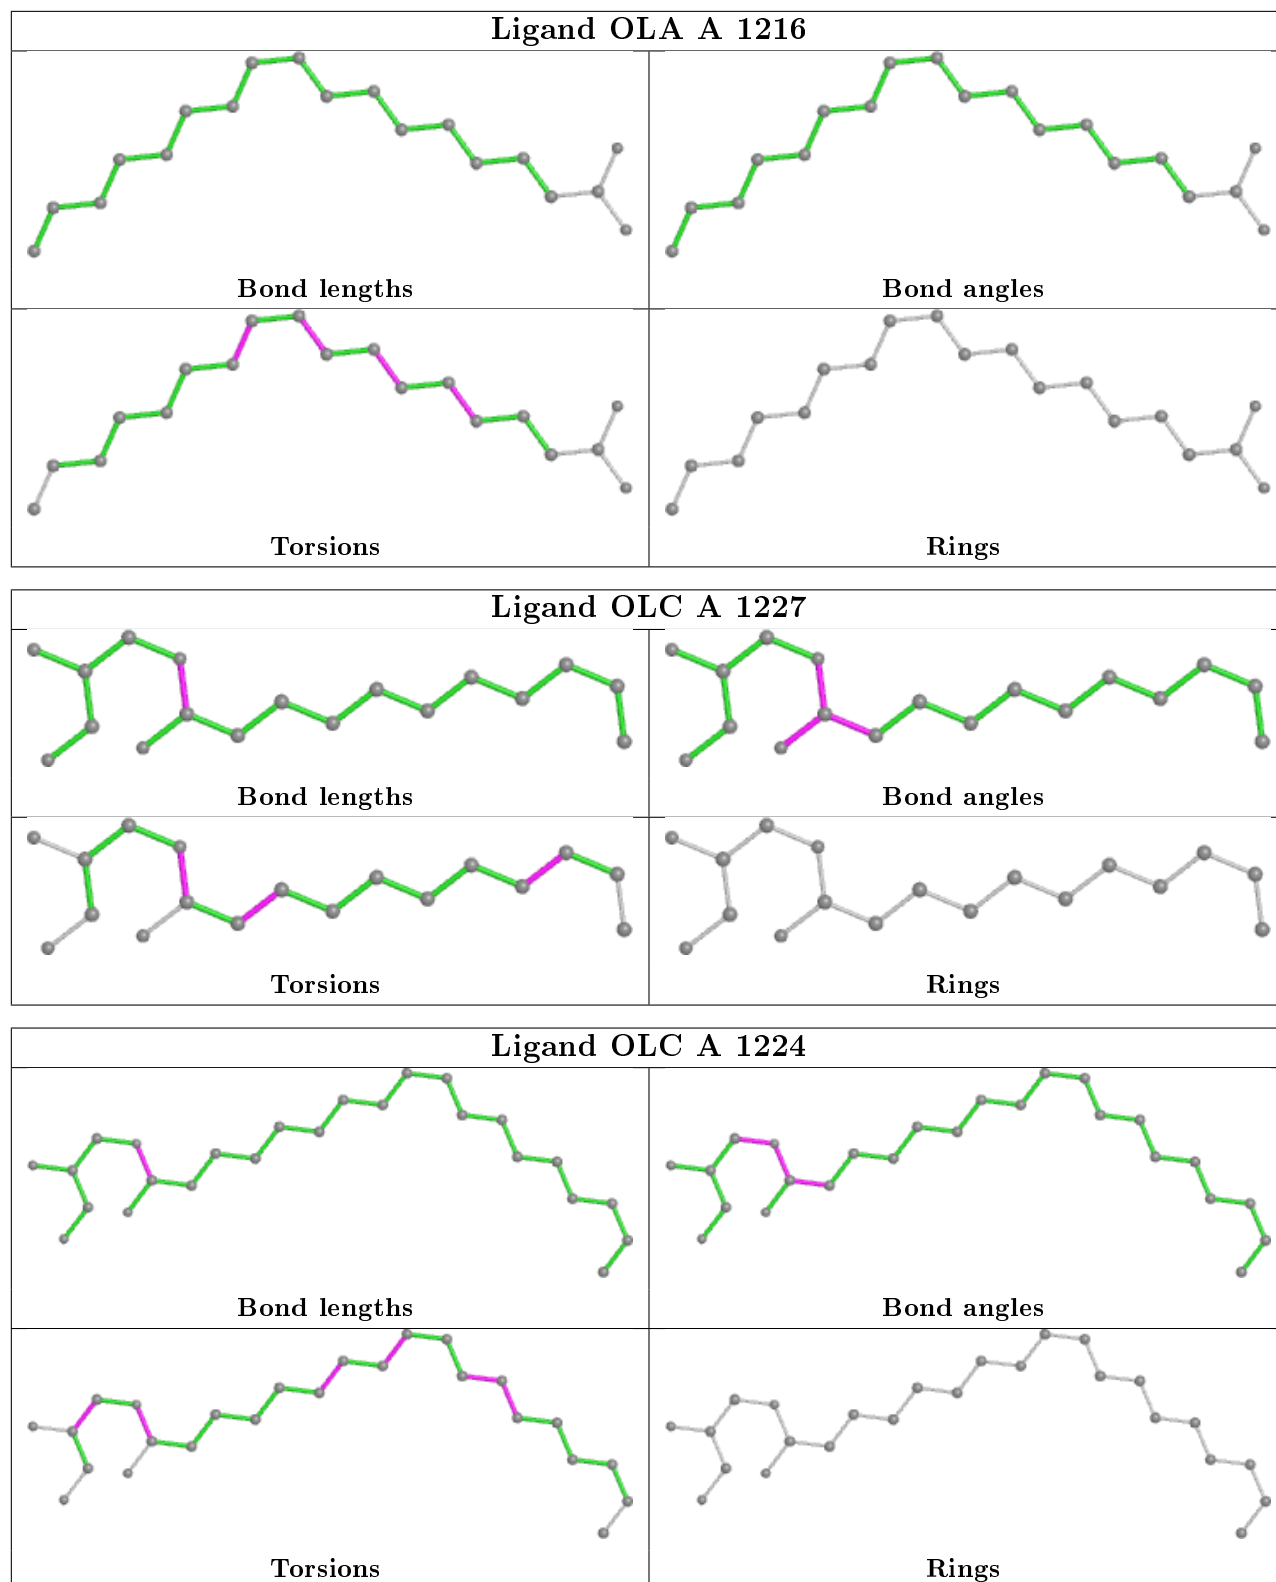 Ligand OLA A 1216
Bond lengths
Bond angles
Torsions
Rings
Ligand OLC A 1227
Bond lengths
Bond angles
Torsions
Rings
Ligand OLC A 1224
Bond lengths
Bond angles
Torsions
Rings